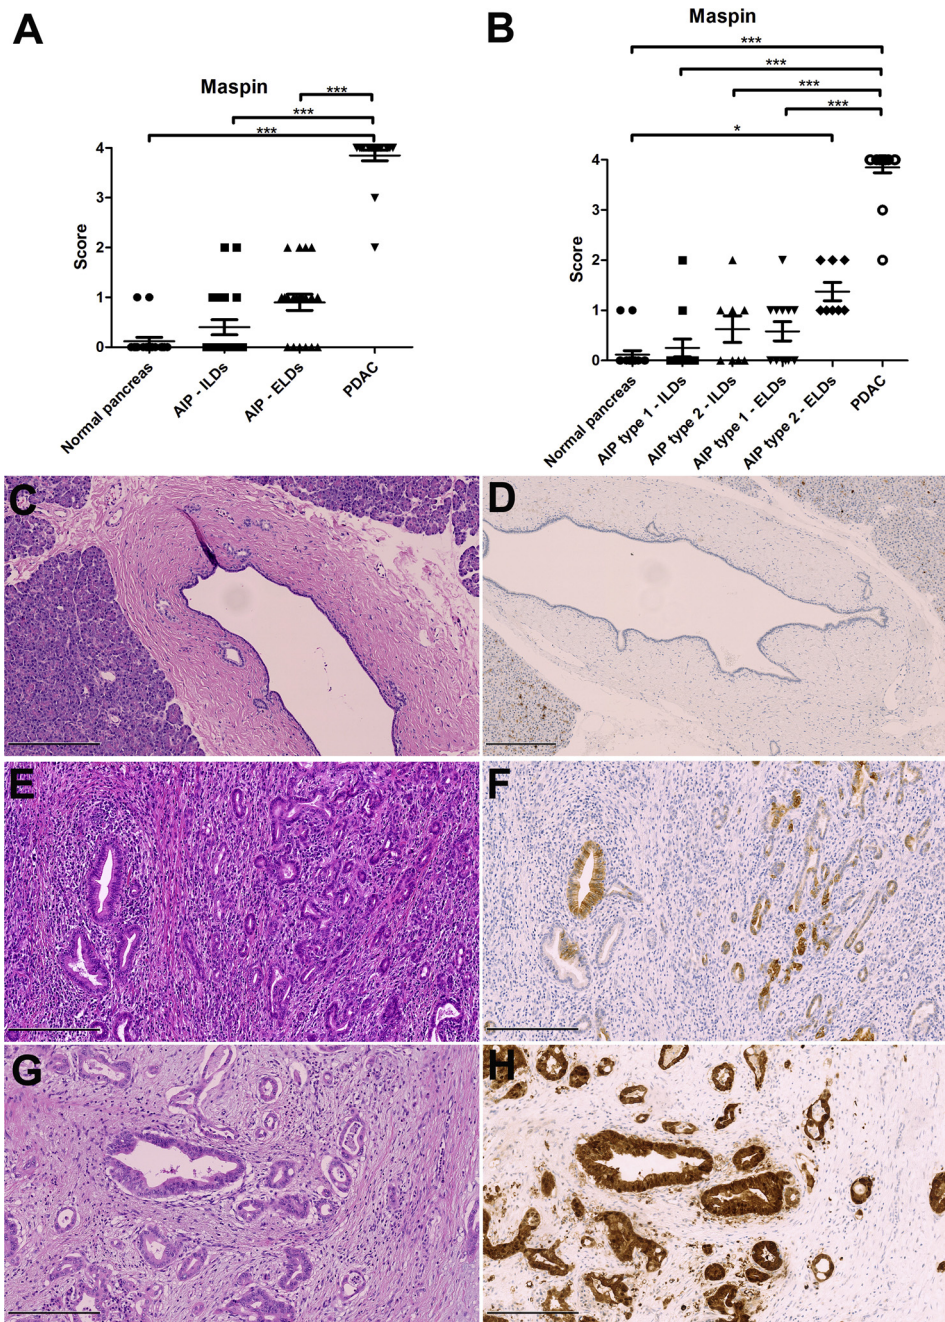 A
Maspin
***
***
***
Score
4
3
2
1
0
Normal pancreas
AIP - ILDs
AIP - ELDs
PDAC
B
Maspin
***
***
***
***
*
Score
4
3
2
1
0
Normal pancreas
AIP type 1 - ILDs
AIP type 2 - ILDs
AIP type 1 - ELDs
AIP type 2 - ELDs
PDAC
C
D
E
F
G
H